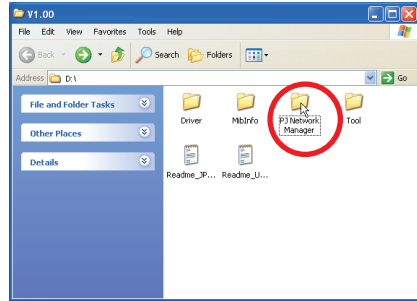 V1.00
File Edit View Favorites Tools Help
Back Search Folders
Address D:\ Go
File and Folder Tasks
Other Places
Details
Driver MibInfo PJ Network Manager Tool
Readme_JP... Readme_U...